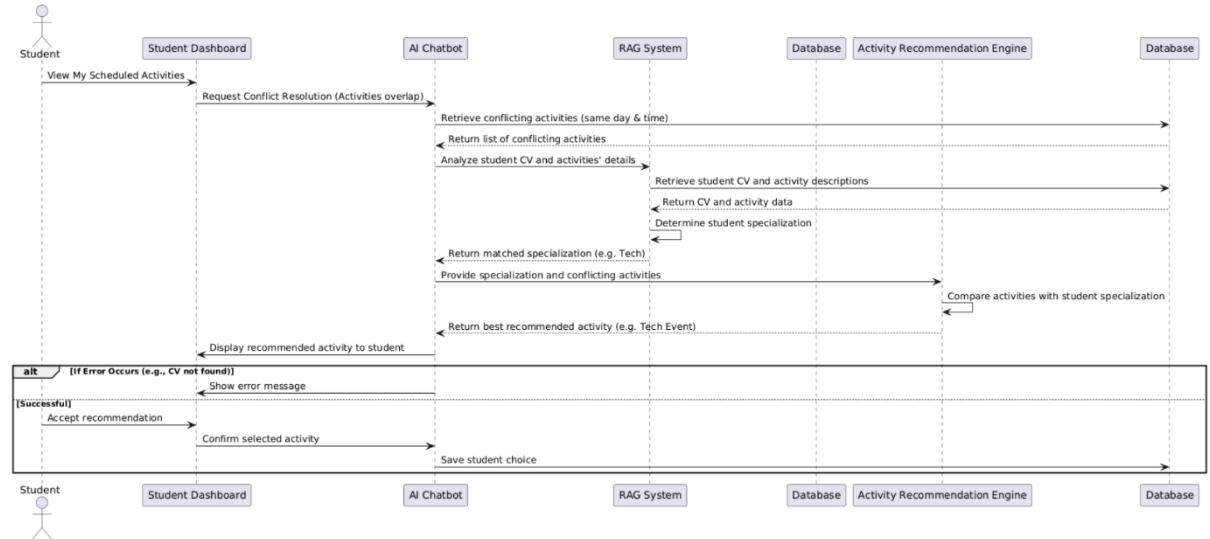 Student
Student Dashboard
AI Chatbot
RAG System
Database
Activity Recommendation Engine
Database
View My Scheduled Activities
Request Conflict Resolution (Activities overlap)
Retrieve conflicting activities (same day & time)
Return list of conflicting activities
Analyze student CV and activities' details
Retrieve student CV and activity descriptions
Return CV and activity data
Determine student specialization
Return matched specialization (e.g. Tech)
Provide specialization and conflicting activities
Compare activities with student specialization
Return best recommended activity (e.g. Tech Event)
Display recommended activity to student
alt
[If Error Occurs (e.g., CV not found)]
Show error message
[Successful]
Accept recommendation
Confirm selected activity
Save student choice
Student
Student Dashboard
AI Chatbot
RAG System
Database
Activity Recommendation Engine
Database